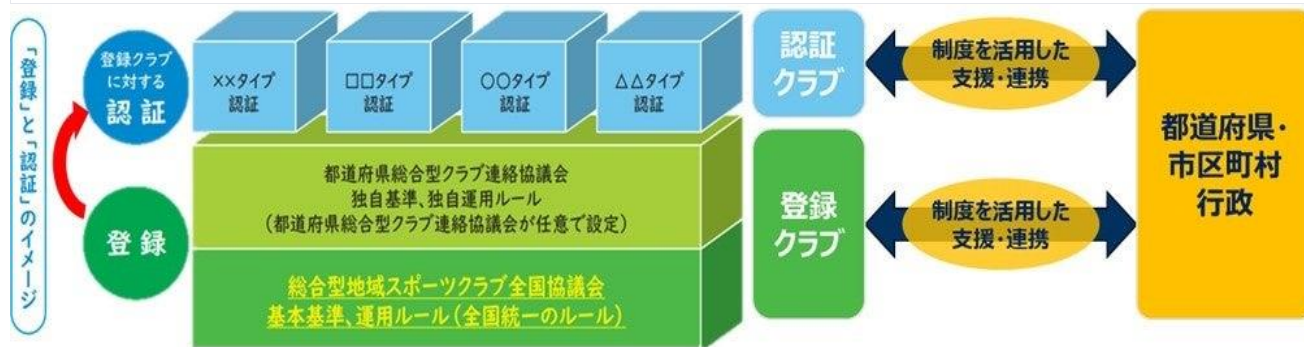 「登録」と「認証」のイメージ
登録クラブ
に対する
認証
登録
××タイプ
認証
□□タイプ
認証
○○タイプ
認証
△△タイプ
認証
都道府県総合型クラブ連絡協議会
独自基準、独自運用ルール
(都道府県総合型クラブ連絡協議会が任意で設定)
総合型地域スポーツクラブ全国協議会
基本基準、運用ルール(全国統一のルール)
認証
クラブ
登録
クラブ
制度を活用した
支援・連携
制度を活用した
支援・連携
都道府県・
市区町村
行政